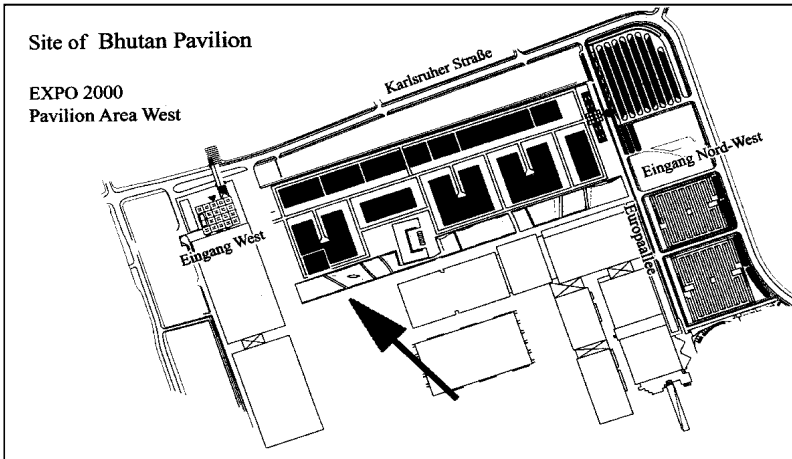 Site of Bhutan Pavilion
EXPO 2000
Pavilion Area West
Karlsruher Straße
Eingang Nord-West
Eingang West
Europaallee